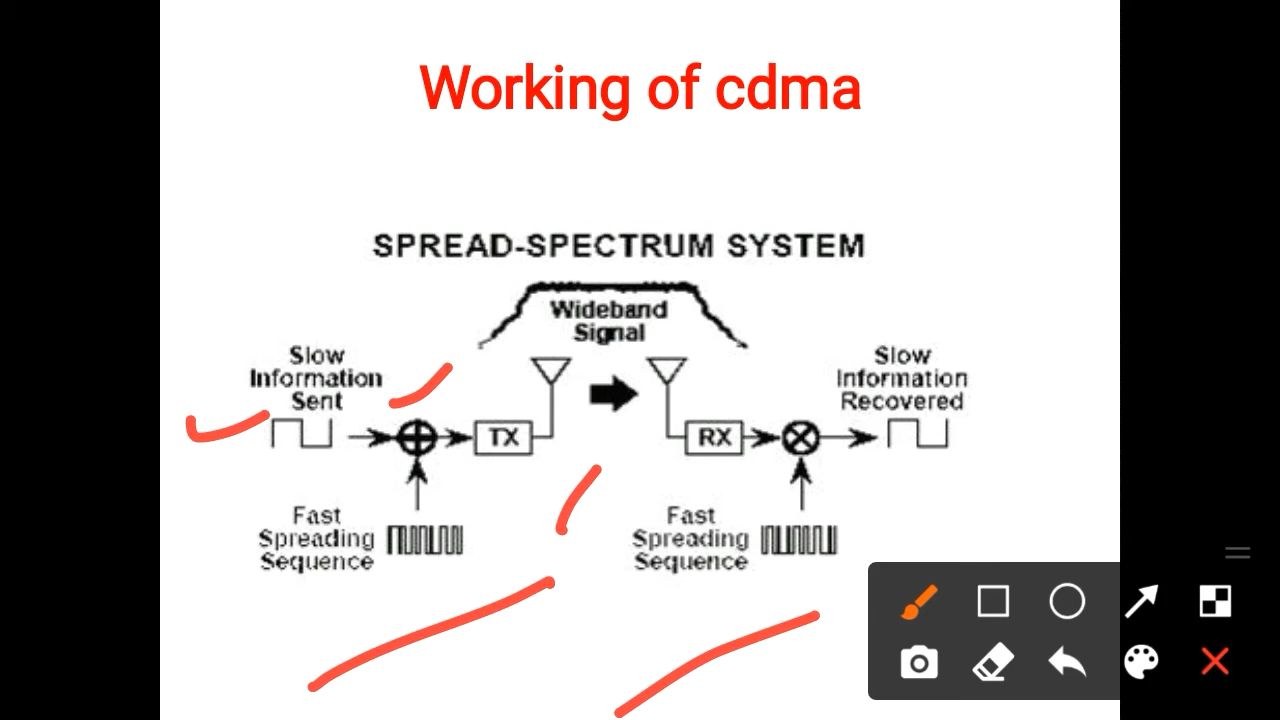 Working of cdma
SPREAD-SPECTRUM SYSTEM
Wideband
Signal
Slow
Information
Sent
TX
RX
Slow
Information
Recovered
Fast
Spreading
Sequence
Fast
Spreading
Sequence